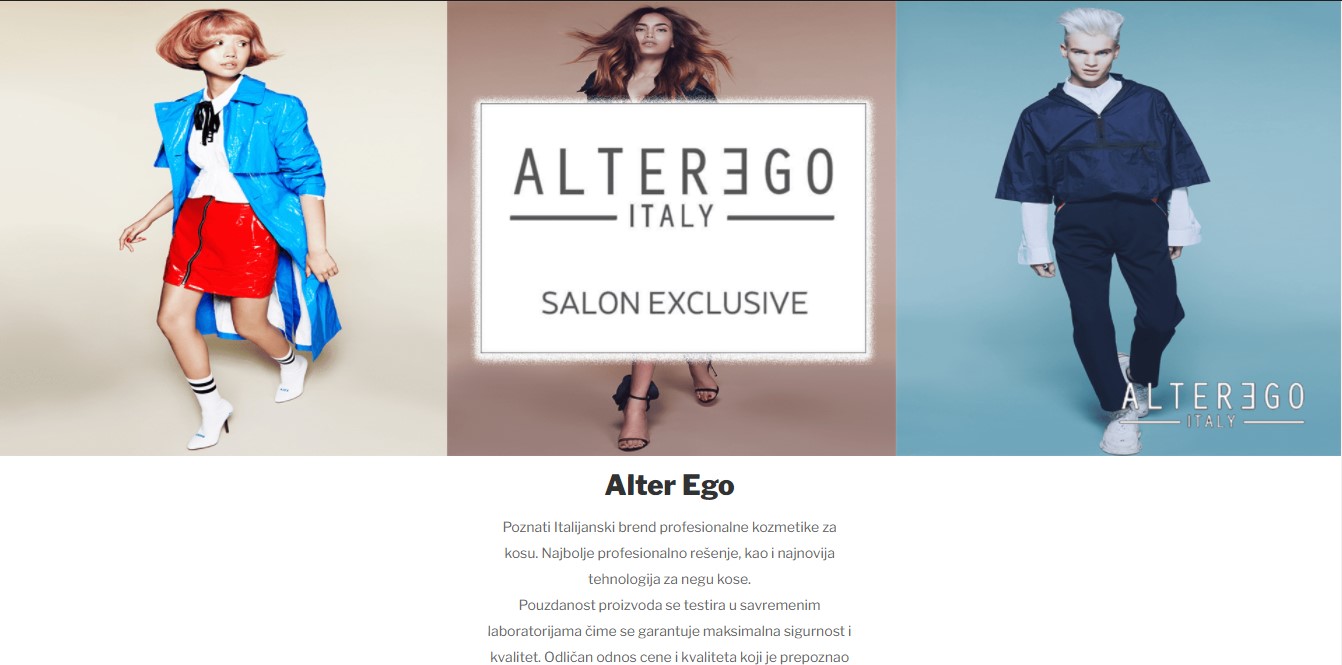 ALTEREGO
ITALY
SALON EXCLUSIVE
ALTEREGO
ITALY
Alter Ego
Poznati Italijanski brend profesionalne kozmetike za
kosu. Najbolje profesionalno rešenje, kao i najnovija
tehnologija za negu kose.
Pouzdanost proizvoda se testira u savremenim
laboratorijama čime se garantuje maksimalna sigurnost i
kvalitet. Odličan odnos cene i kvaliteta koji je prepoznao